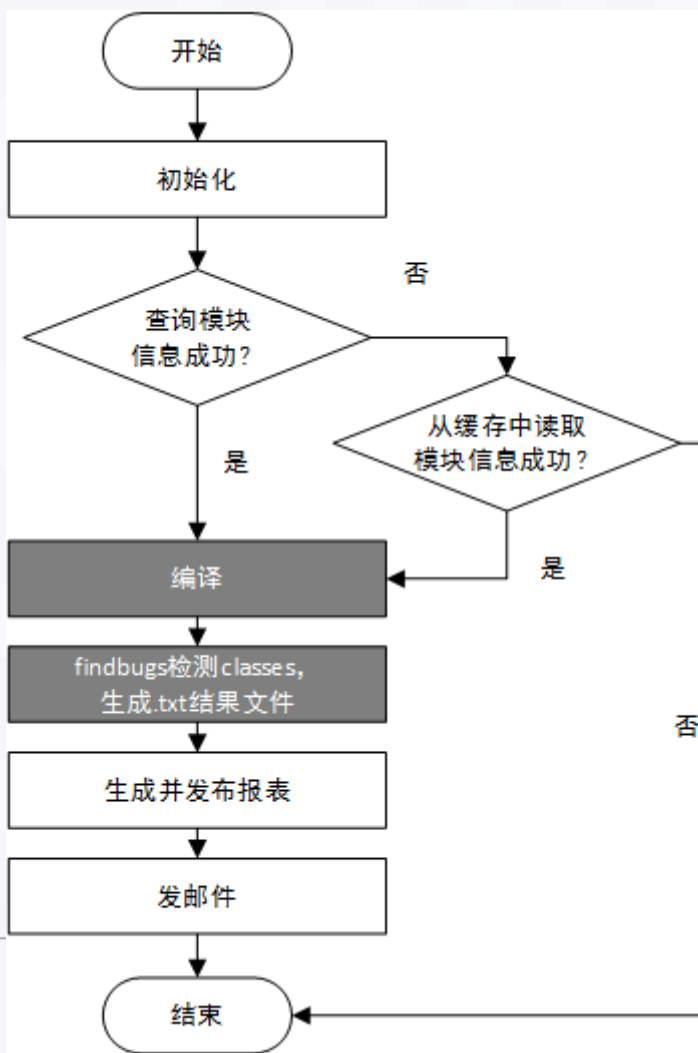 开始
初始化
否
查询模块
信息成功？
从缓存中读取
模块信息成功？
是
是
编译
findbugs检测classes，
生成.txt结果文件
否
生成并发布报表
发邮件
结束